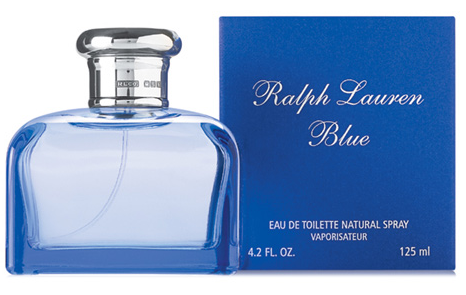 Ralph Lauren
Blue
EAU DE TOILETTE NATURAL SPRAY
VAPORISATEUR
4.2 FL. OZ. 125 ml